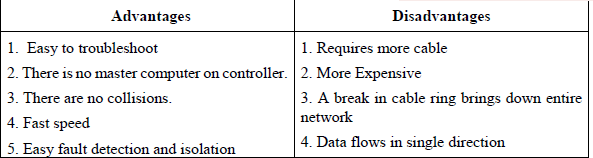 Advantages
1. Easy to troubleshoot
2. There is no master computer on controller.
3. There are no collisions.
4. Fast speed
5. Easy fault detection and isolation
Disadvantages
1. Requires more cable
2. More Expensive
3. A break in cable ring brings down entire
network
4. Data flows in single direction